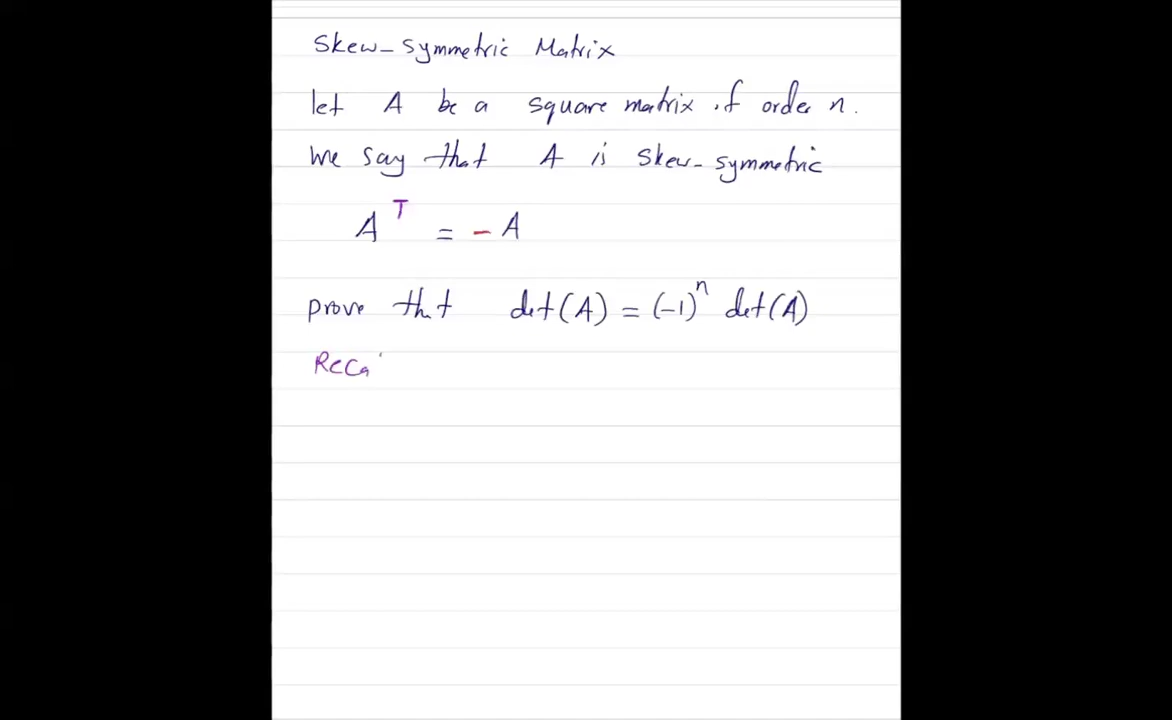 Skew-symmetric Matrix
let A be a square matrix of order n.
We say that A is skew-symmetric
A^T = -A
prove that det(A) = (-1)^n det(A)
Reca